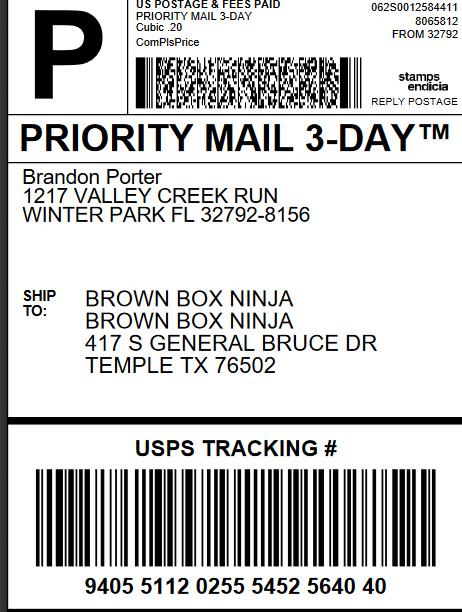 P
US POSTAGE & FEES PAID
PRIORITY MAIL 3-DAY
Cubic .20
ComPlsPrice
062S0012584411
8065812
FROM 32792
stamps
endicia
REPLY POSTAGE
PRIORITY MAIL 3-DAY™
Brandon Porter
1217 VALLEY CREEK RUN
WINTER PARK FL 32792-8156
SHIP
TO:
BROWN BOX NINJA
BROWN BOX NINJA
417 S GENERAL BRUCE DR
TEMPLE TX 76502
USPS TRACKING #
9405 5112 0255 5452 5640 40